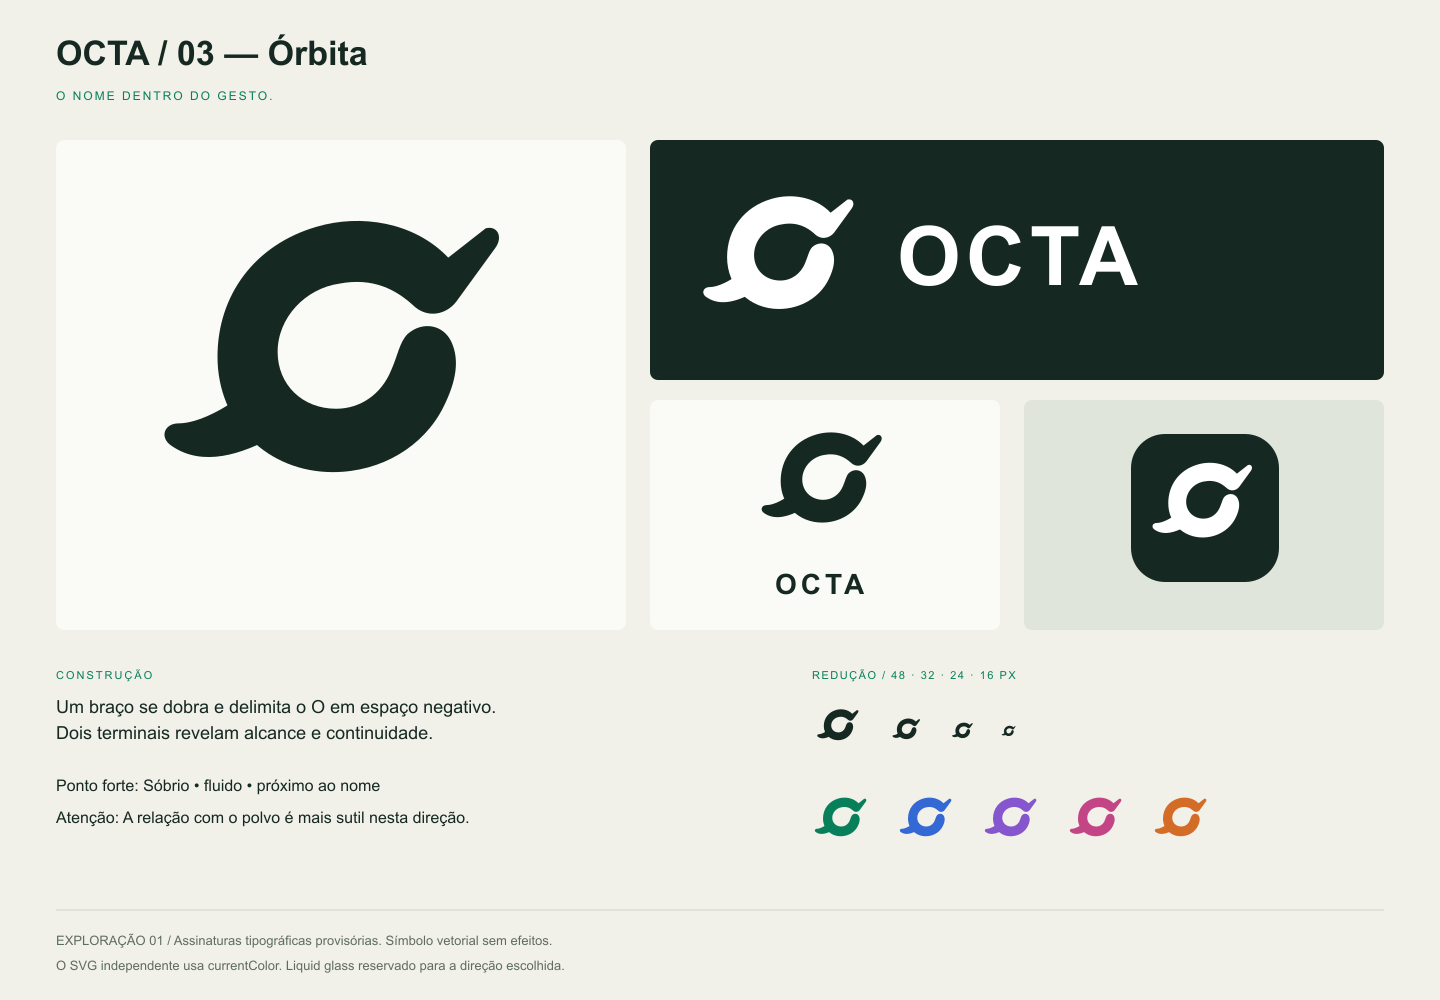 OCTA / 03 — Órbita
O NOME DENTRO DO GESTO.
OCTA
OCTA
CONSTRUÇÃO
Um braço se dobra e delimita o O em espaço negativo.
Dois terminais revelam alcance e continuidade.
Ponto forte: Sóbrio • fluido • próximo ao nome
Atenção: A relação com o polvo é mais sutil nesta direção.
REDUÇÃO / 48 · 32 · 24 · 16 PX
EXPLORAÇÃO 01 / Assinaturas tipográficas provisórias. Símbolo vetorial sem efeitos.
O SVG independente usa currentColor. Liquid glass reservado para a direção escolhida.